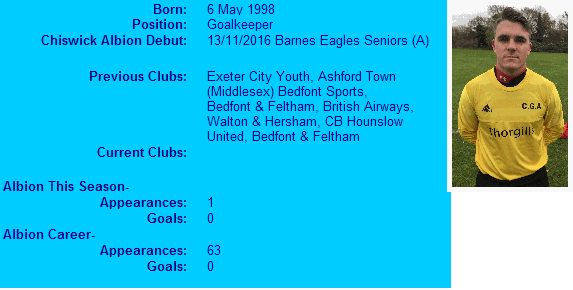 Born: 6 May 1998
Position: Goalkeeper
Chiswick Albion Debut: 13/11/2016 Barnes Eagles Seniors (A)
Previous Clubs: Exeter City Youth, Ashford Town
(Middlesex) Bedfont Sports,
Bedfont & Feltham, British Airways,
Walton & Hersham, CB Hounslow
United, Bedfont & Feltham
Current Clubs:
Albion This Season-
Appearances: 1
Goals: 0
Albion Career-
Appearances: 63
Goals: 0
C.G.A
thorgills